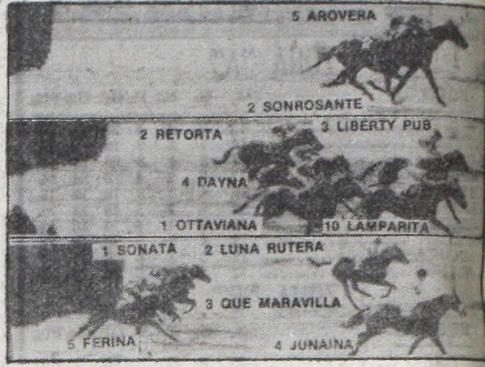 5 AROVERA
2 SONROSANTE
2 RETORTA 3 LIBERTY PUB
4 DAYNA
1 OTTAVIANA 10 LAMPARITA
1 SONATA 2 LUNA RUTERA
3 QUE MARAVILLA
5 FERINA 4 JUNAINA